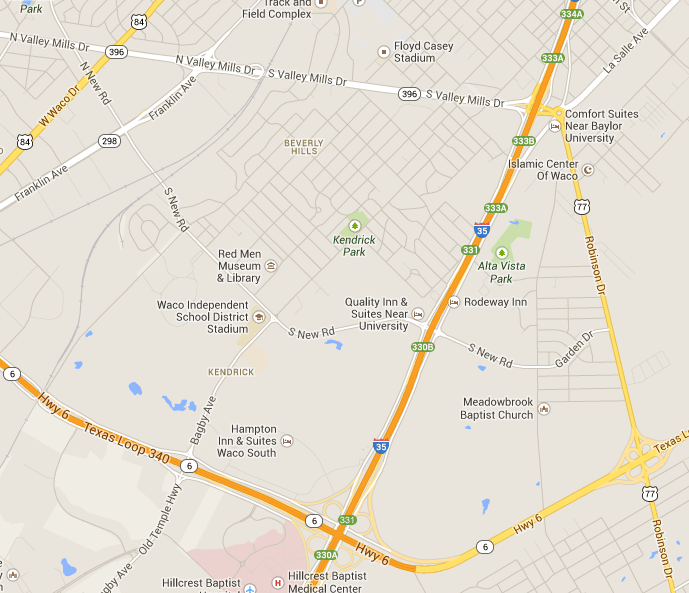 Park
84
Track and
Field Complex
P
334A
St
333A
La Salle Ave
Floyd Casey
Stadium
N Valley Mills Dr
396
N Valley Mills Dr
S Valley Mills Dr
396
S Valley Mills Dr
N New Rd
Franklin Ave
W Waco Dr
84
298
Franklin Ave
BEVERLY
HILLS
Comfort Suites
Near Baylor
University
333B
Islamic Center
Of Waco
77
S New Rd
333A
35
331
Kendrick
Park
Alta Vista
Park
Robinson Dr
Red Men
Museum
& Library
Waco Independent
School District
Stadium
Quality Inn &
Suites Near
University
Rodeway Inn
S New Rd
330B
S New Rd
Garden Dr
KENDRICK
6
Hwy 6
Texas Loop 340
Bagby Ave
Meadowbrook
Baptist Church
Hampton
Inn & Suites
Waco South
35
6
Texas Lo
77
Old Temple Hwy
6
331
Hwy 6
6
330A
Hwy 6
Robinson Dr
Bagby Ave
Hillcrest Baptist
H
Hillcrest Baptist
Medical Center